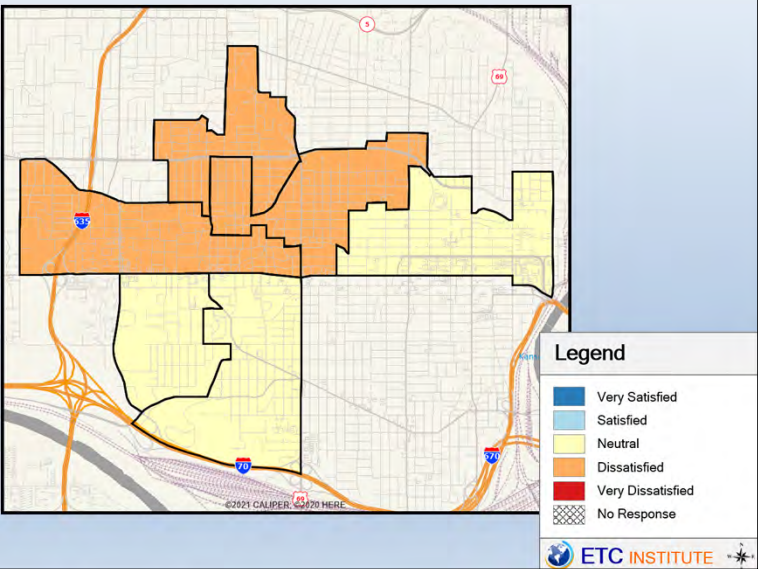 5
69
635
Legend
Very Satisfied
Satisfied
Neutral
Dissatisfied
Very Dissatisfied
No Response
70
670
69
©2021 CALIPER; ©2020 HERE
ETC INSTITUTE